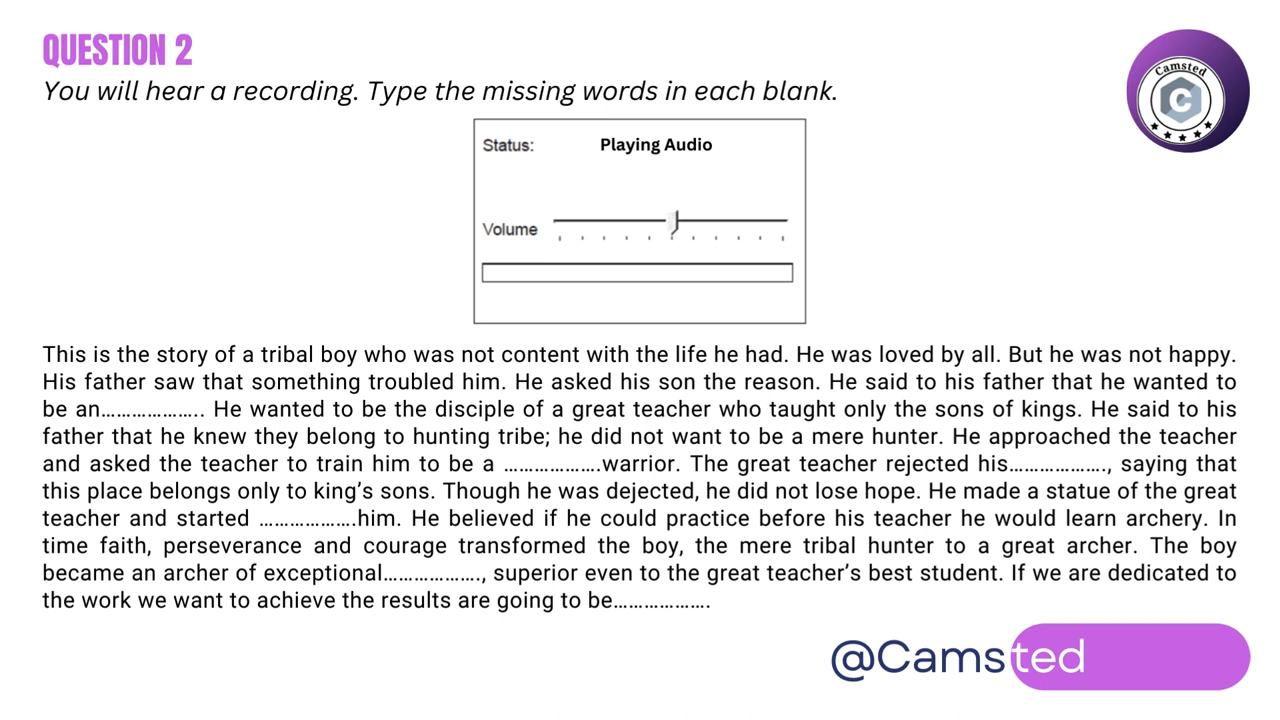 QUESTION 2
You will hear a recording. Type the missing words in each blank.
Camsted
C
Status: Playing Audio
Volume
This is the story of a tribal boy who was not content with the life he had. He was loved by all. But he was not happy.
His father saw that something troubled him. He asked his son the reason. He said to his father that he wanted to
be an……………….. He wanted to be the disciple of a great teacher who taught only the sons of kings. He said to his
father that he knew they belong to hunting tribe; he did not want to be a mere hunter. He approached the teacher
and asked the teacher to train him to be a ……………….warrior. The great teacher rejected his………………., saying that
this place belongs only to king’s sons. Though he was dejected, he did not lose hope. He made a statue of the great
teacher and started ……………….him. He believed if he could practice before his teacher he would learn archery. In
time faith, perseverance and courage transformed the boy, the mere tribal hunter to a great archer. The boy
became an archer of exceptional………………., superior even to the great teacher’s best student. If we are dedicated to
the work we want to achieve the results are going to be……………….
@Camsted